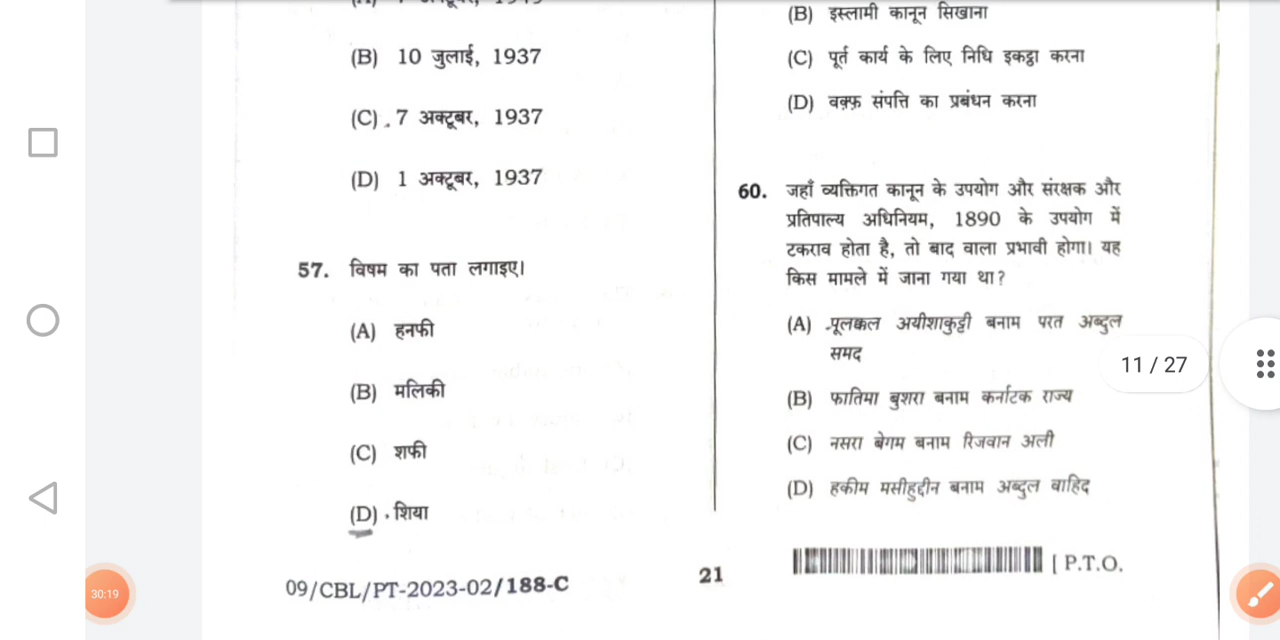 (B) 10 जुलाई, 1937
(C) 7 अक्टूबर, 1937
(D) 1 अक्टूबर, 1937
57. विषम का पता लगाइए।
(A) हनफी
(B) मलिकी
(C) शफी
(D) शिया
09/CBL/PT-2023-02/188-C
(B) इस्लामी कानून सिखाना
(C) पूर्त कार्य के लिए निधि इकट्ठा करना
(D) वक़्फ़ संपत्ति का प्रबंधन करना
60. जहाँ व्यक्तिगत कानून के उपयोग और संरक्षक और
प्रतिपाल्य अधिनियम, 1890 के उपयोग में
टकराव होता है, तो बाद वाला प्रभावी होगा। यह
किस मामले में जाना गया था?
(A) पूलक्कल अयीशाकुट्टी बनाम परत अब्दुल
समद
(B) फातिमा बुशरा बनाम कर्नाटक राज्य
(C) नसरा बेगम बनाम रिजवान अली
(D) हकीम मसीहुद्दीन बनाम अब्दुल वाहिद
21
[ P.T.O.
11 / 27
30:19